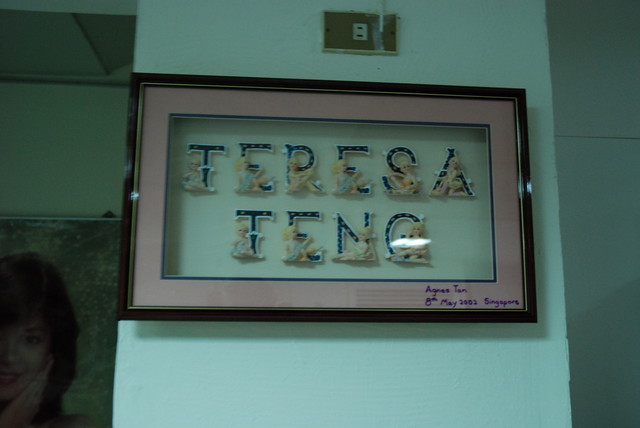 TERESA
TENG
Agnes Tan
8th May 2002 Singapore